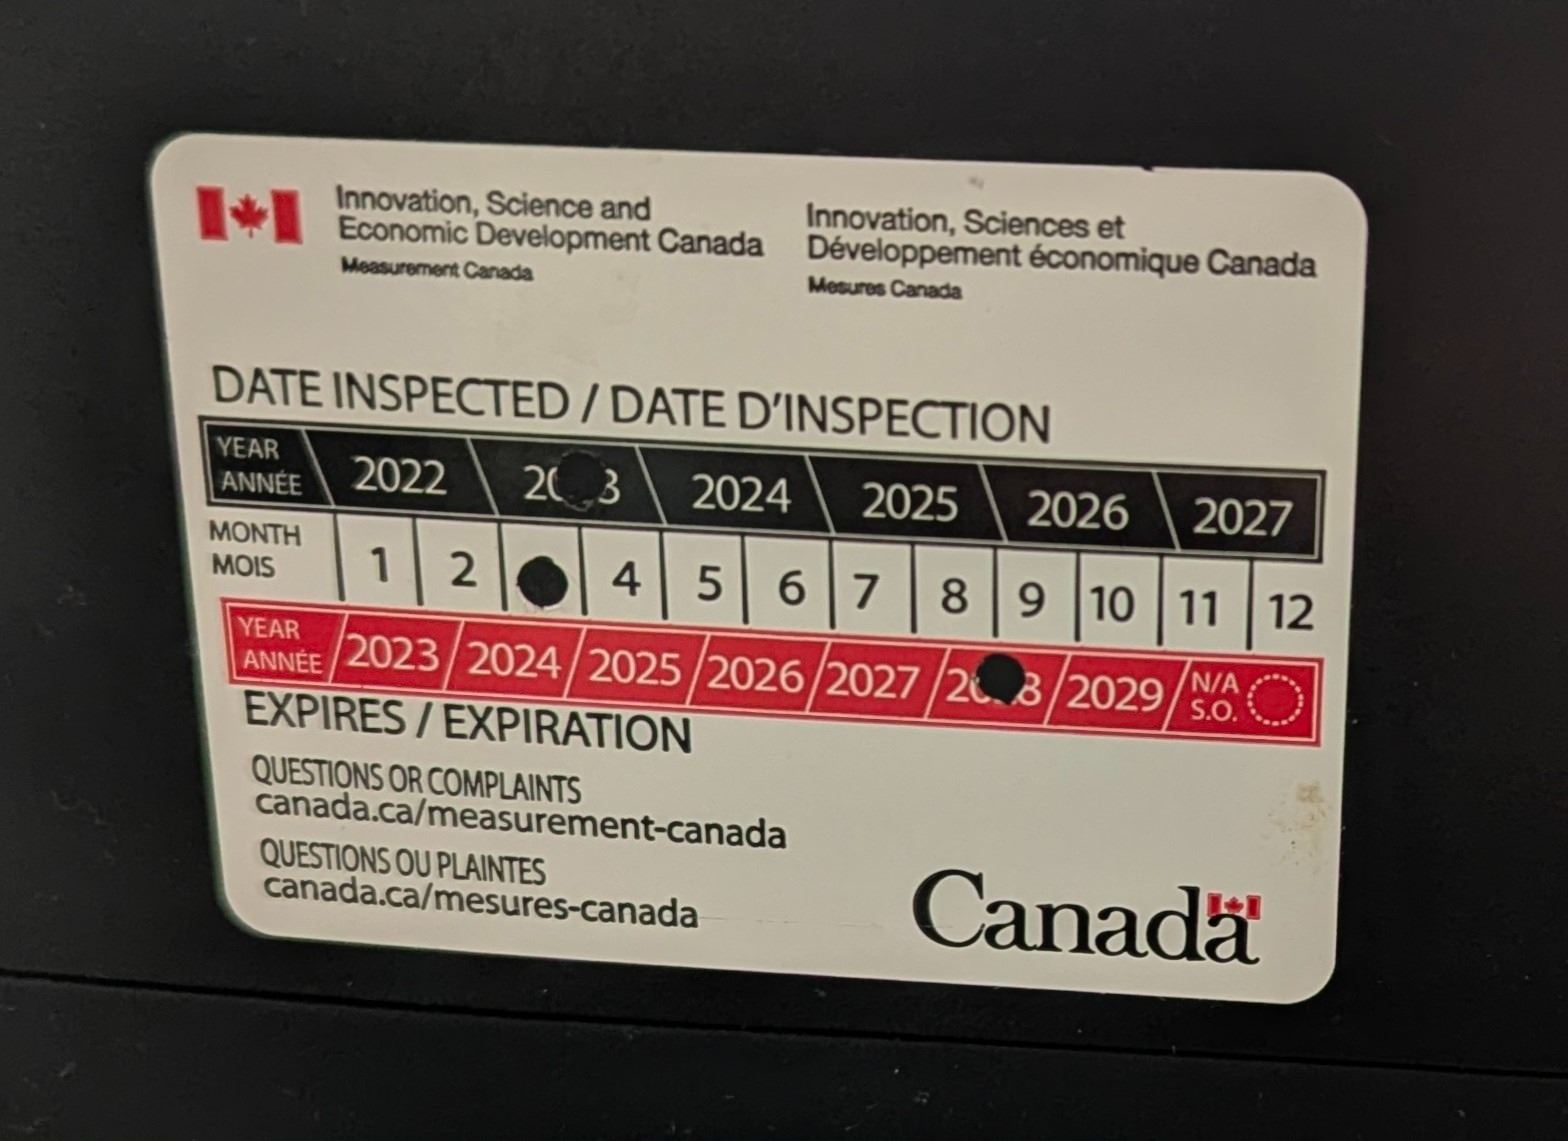 Innovation, Science and
Economic Development Canada
Measurement Canada
Innovation, Sciences et
Développement économique Canada
Mesures Canada
DATE INSPECTED / DATE D'INSPECTION
YEAR
ANNÉE
2022 2024 2025 2026 2027
MONTH
MOIS
1 2 4 5 6 7 8 9 10 11 12
YEAR
ANNÉE
2023 2024 2025 2026 2027 2029 N/A
S.O.
EXPIRES / EXPIRATION
QUESTIONS OR COMPLAINTS
canada.ca/measurement-canada
QUESTIONS OU PLAINTES
canada.ca/mesures-canada
Canada